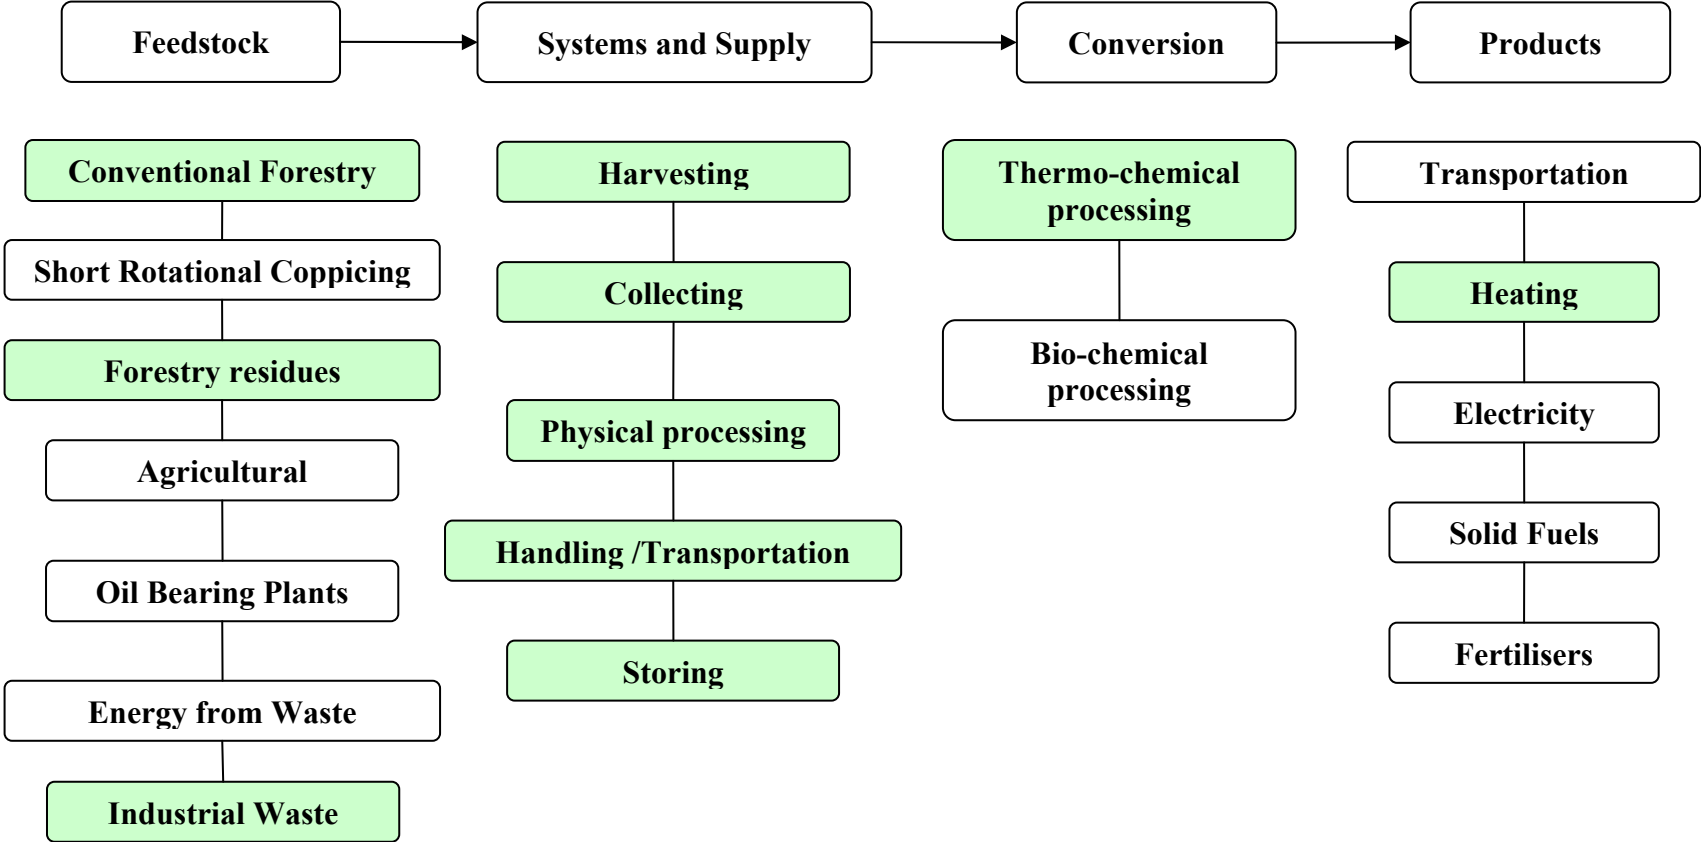 Feedstock
Systems and Supply
Conversion
Products
Conventional Forestry
Short Rotational Coppicing
Forestry residues
Agricultural
Oil Bearing Plants
Energy from Waste
Industrial Waste
Harvesting
Collecting
Physical processing
Handling /Transportation
Storing
Thermo-chemical
processing
Bio-chemical
processing
Transportation
Heating
Electricity
Solid Fuels
Fertilisers